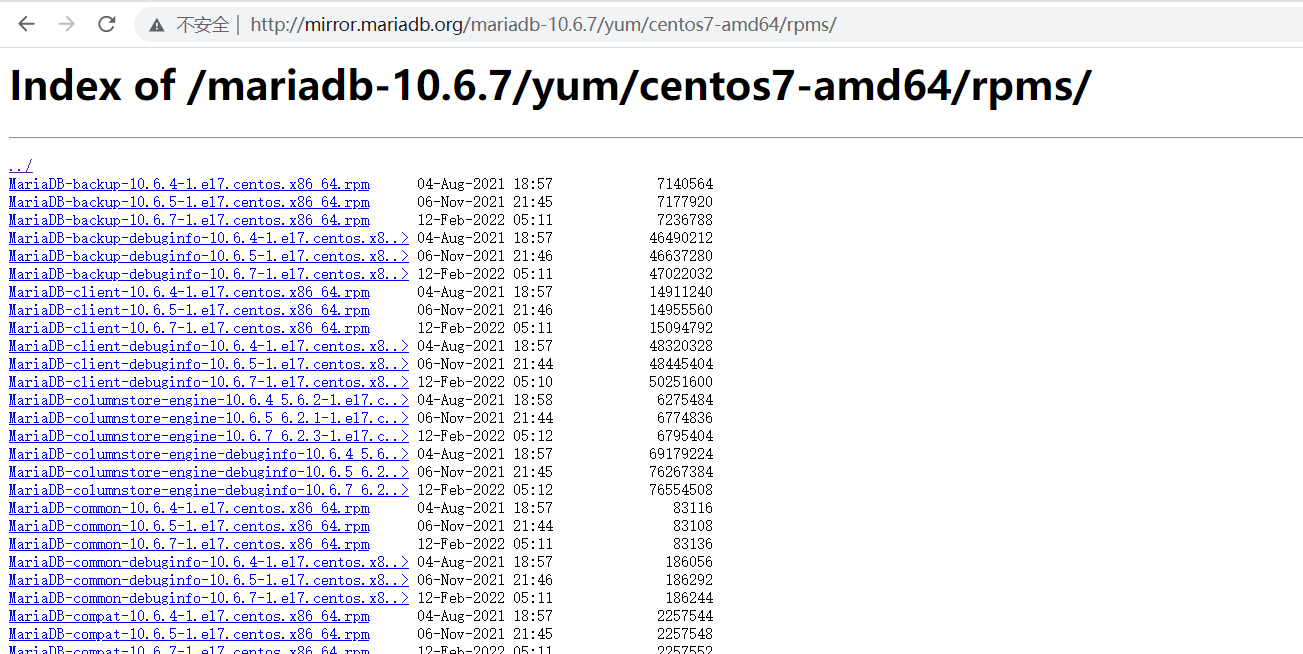 不安全 | http://mirror.mariadb.org/mariadb-10.6.7/yum/centos7-amd64/rpms/
Index of /mariadb-10.6.7/yum/centos7-amd64/rpms/
../
MariaDB-backup-10.6.4-1.el7.centos.x86_64.rpm 04-Aug-2021 18:57 7140564
MariaDB-backup-10.6.5-1.el7.centos.x86_64.rpm 06-Nov-2021 21:45 7177920
MariaDB-backup-10.6.7-1.el7.centos.x86_64.rpm 12-Feb-2022 05:11 7236788
MariaDB-backup-debuginfo-10.6.4-1.el7.centos.x8..> 04-Aug-2021 18:57 46490212
MariaDB-backup-debuginfo-10.6.5-1.el7.centos.x8..> 06-Nov-2021 21:46 46637280
MariaDB-backup-debuginfo-10.6.7-1.el7.centos.x8..> 12-Feb-2022 05:11 47022032
MariaDB-client-10.6.4-1.el7.centos.x86_64.rpm 04-Aug-2021 18:57 14911240
MariaDB-client-10.6.5-1.el7.centos.x86_64.rpm 06-Nov-2021 21:46 14955560
MariaDB-client-10.6.7-1.el7.centos.x86_64.rpm 12-Feb-2022 05:11 15094792
MariaDB-client-debuginfo-10.6.4-1.el7.centos.x8..> 04-Aug-2021 18:57 48320328
MariaDB-client-debuginfo-10.6.5-1.el7.centos.x8..> 06-Nov-2021 21:44 48445404
MariaDB-client-debuginfo-10.6.7-1.el7.centos.x8..> 12-Feb-2022 05:10 50251600
MariaDB-columnstore-engine-10.6.4_5.6.2-1.el7.c..> 04-Aug-2021 18:58 6275484
MariaDB-columnstore-engine-10.6.5_6.2.1-1.el7.c..> 06-Nov-2021 21:44 6774836
MariaDB-columnstore-engine-10.6.7_6.2.3-1.el7.c..> 12-Feb-2022 05:12 6795404
MariaDB-columnstore-engine-debuginfo-10.6.4_5.6..> 04-Aug-2021 18:57 69179224
MariaDB-columnstore-engine-debuginfo-10.6.5_6.2..> 06-Nov-2021 21:45 76267384
MariaDB-columnstore-engine-debuginfo-10.6.7_6.2..> 12-Feb-2022 05:12 76554508
MariaDB-common-10.6.4-1.el7.centos.x86_64.rpm 04-Aug-2021 18:57 83116
MariaDB-common-10.6.5-1.el7.centos.x86_64.rpm 06-Nov-2021 21:44 83108
MariaDB-common-10.6.7-1.el7.centos.x86_64.rpm 12-Feb-2022 05:11 83136
MariaDB-common-debuginfo-10.6.4-1.el7.centos.x8..> 04-Aug-2021 18:57 186056
MariaDB-common-debuginfo-10.6.5-1.el7.centos.x8..> 06-Nov-2021 21:46 186292
MariaDB-common-debuginfo-10.6.7-1.el7.centos.x8..> 12-Feb-2022 05:11 186244
MariaDB-compat-10.6.4-1.el7.centos.x86_64.rpm 04-Aug-2021 18:57 2257544
MariaDB-compat-10.6.5-1.el7.centos.x86_64.rpm 06-Nov-2021 21:45 2257548
MariaDB-compat-10.6.7-1.el7.centos.x86_64.rpm 12-Feb-2022 05:11 2257552